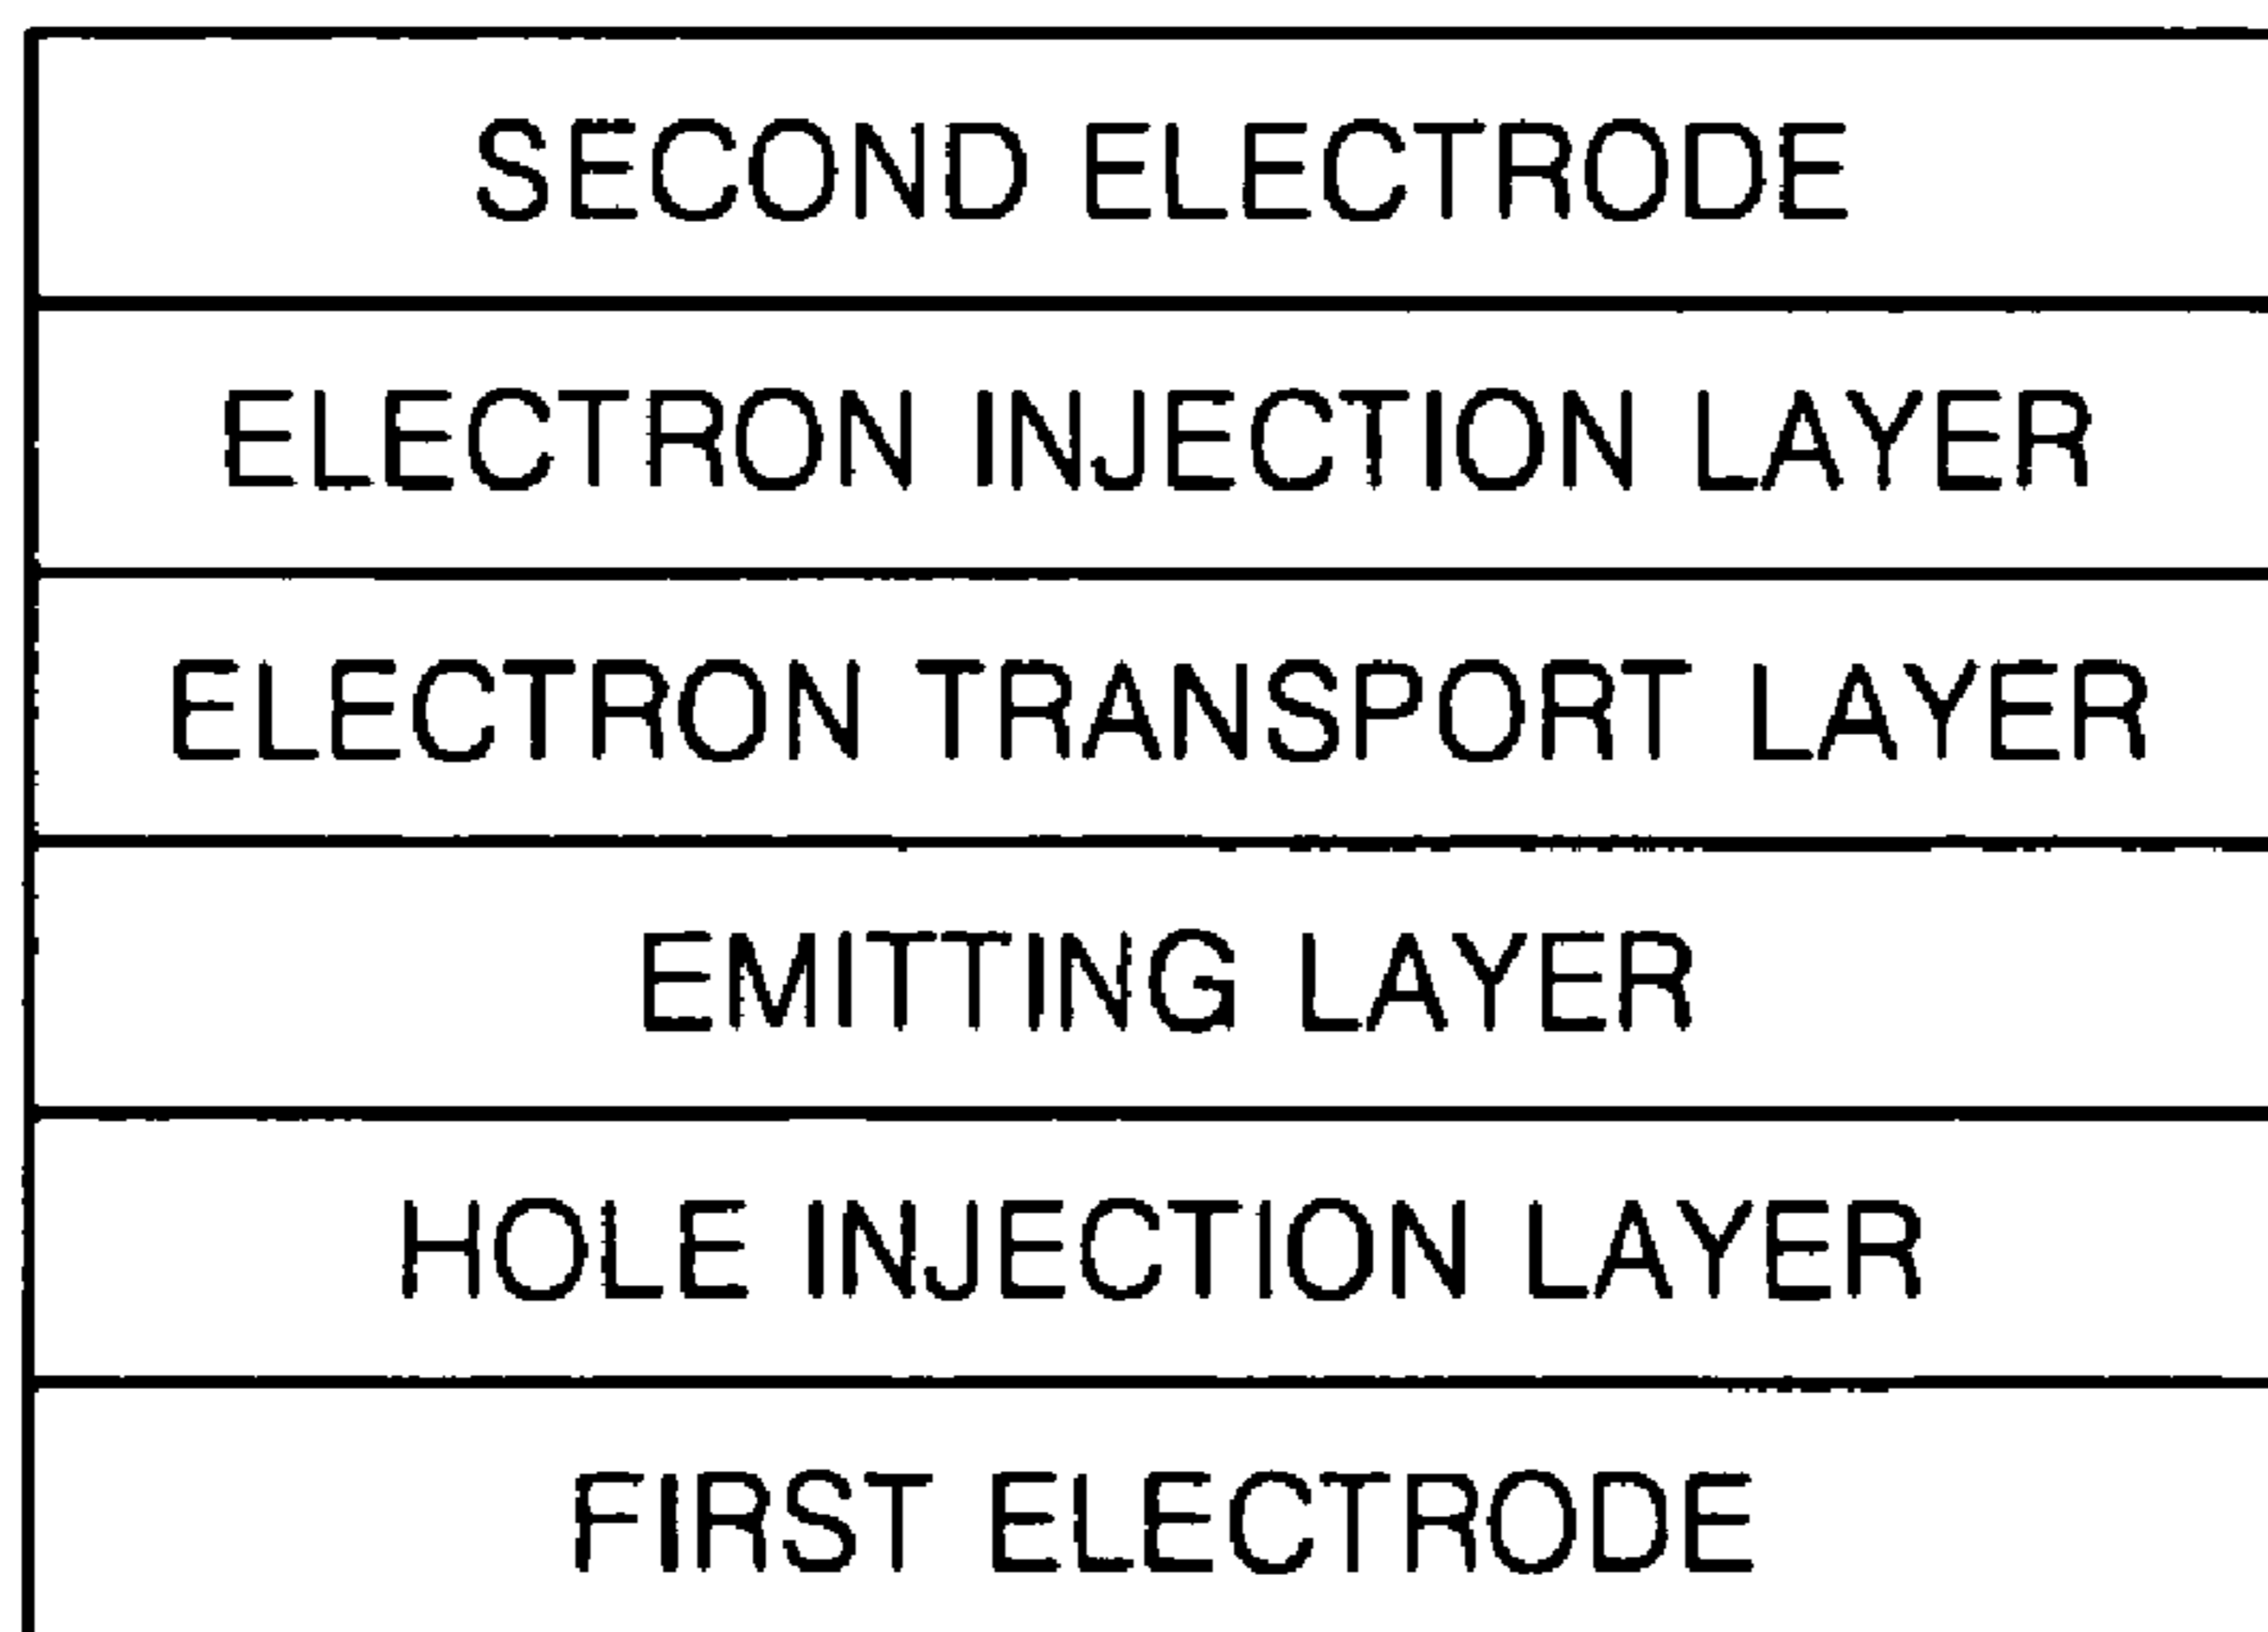 SECOND ELECTRODE
ELECTRON INJECTION LAYER
ELECTRON TRANSPORT LAYER
EMITTING LAYER
HOLE INJECTION LAYER
FIRST ELECTRODE